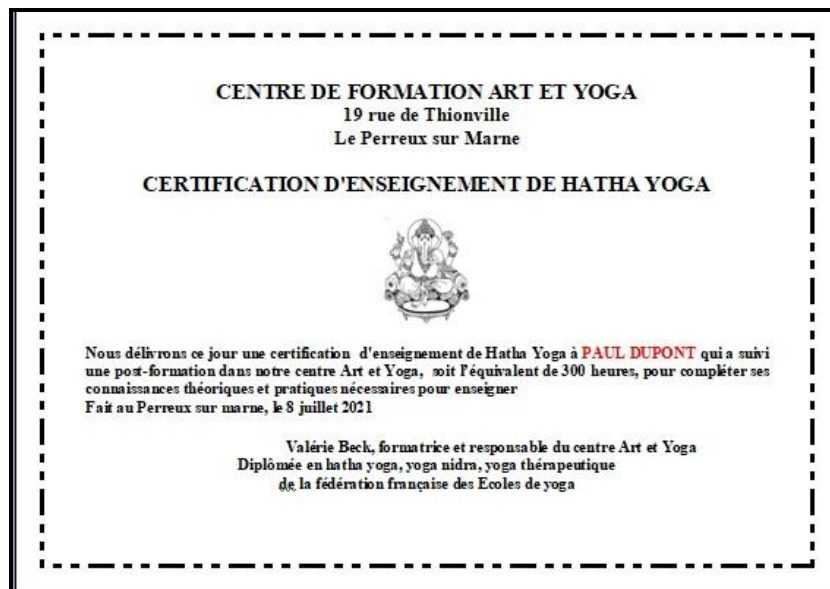 CENTRE DE FORMATION ART ET YOGA
19 rue de Thionville
Le Perreux sur Marne
CERTIFICATION D'ENSEIGNEMENT DE HATHA YOGA
Nous délivrons ce jour une certification d'enseignement de Hatha Yoga à PAUL DUPONT qui a suivi
une post-formation dans notre centre Art et Yoga, soit l'équivalent de 300 heures, pour compléter ses
connaissances théoriques et pratiques nécessaires pour enseigner
Fait au Perreux sur marne, le 8 juillet 2021
Valérie Beck, formatrice et responsable du centre Art et Yoga
Diplômée en hatha yoga, yoga nidra, yoga thérapeutique
de la fédération française des Ecoles de yoga